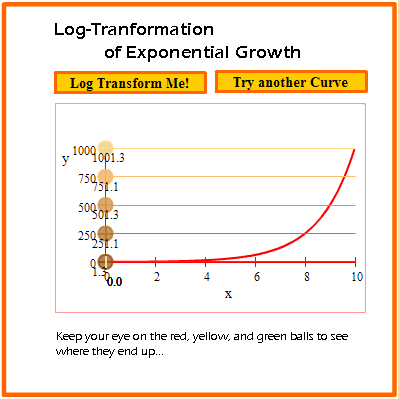 Log-Tranformation
of Exponential Growth
Log Transform Me! Try another Curve
1000
1001.3
y
750
751.1
500
501.3
250
251.1
0
1.3
0 2 4 6 8 10
0.0
x
Keep your eye on the red, yellow, and green balls to see
where they end up...